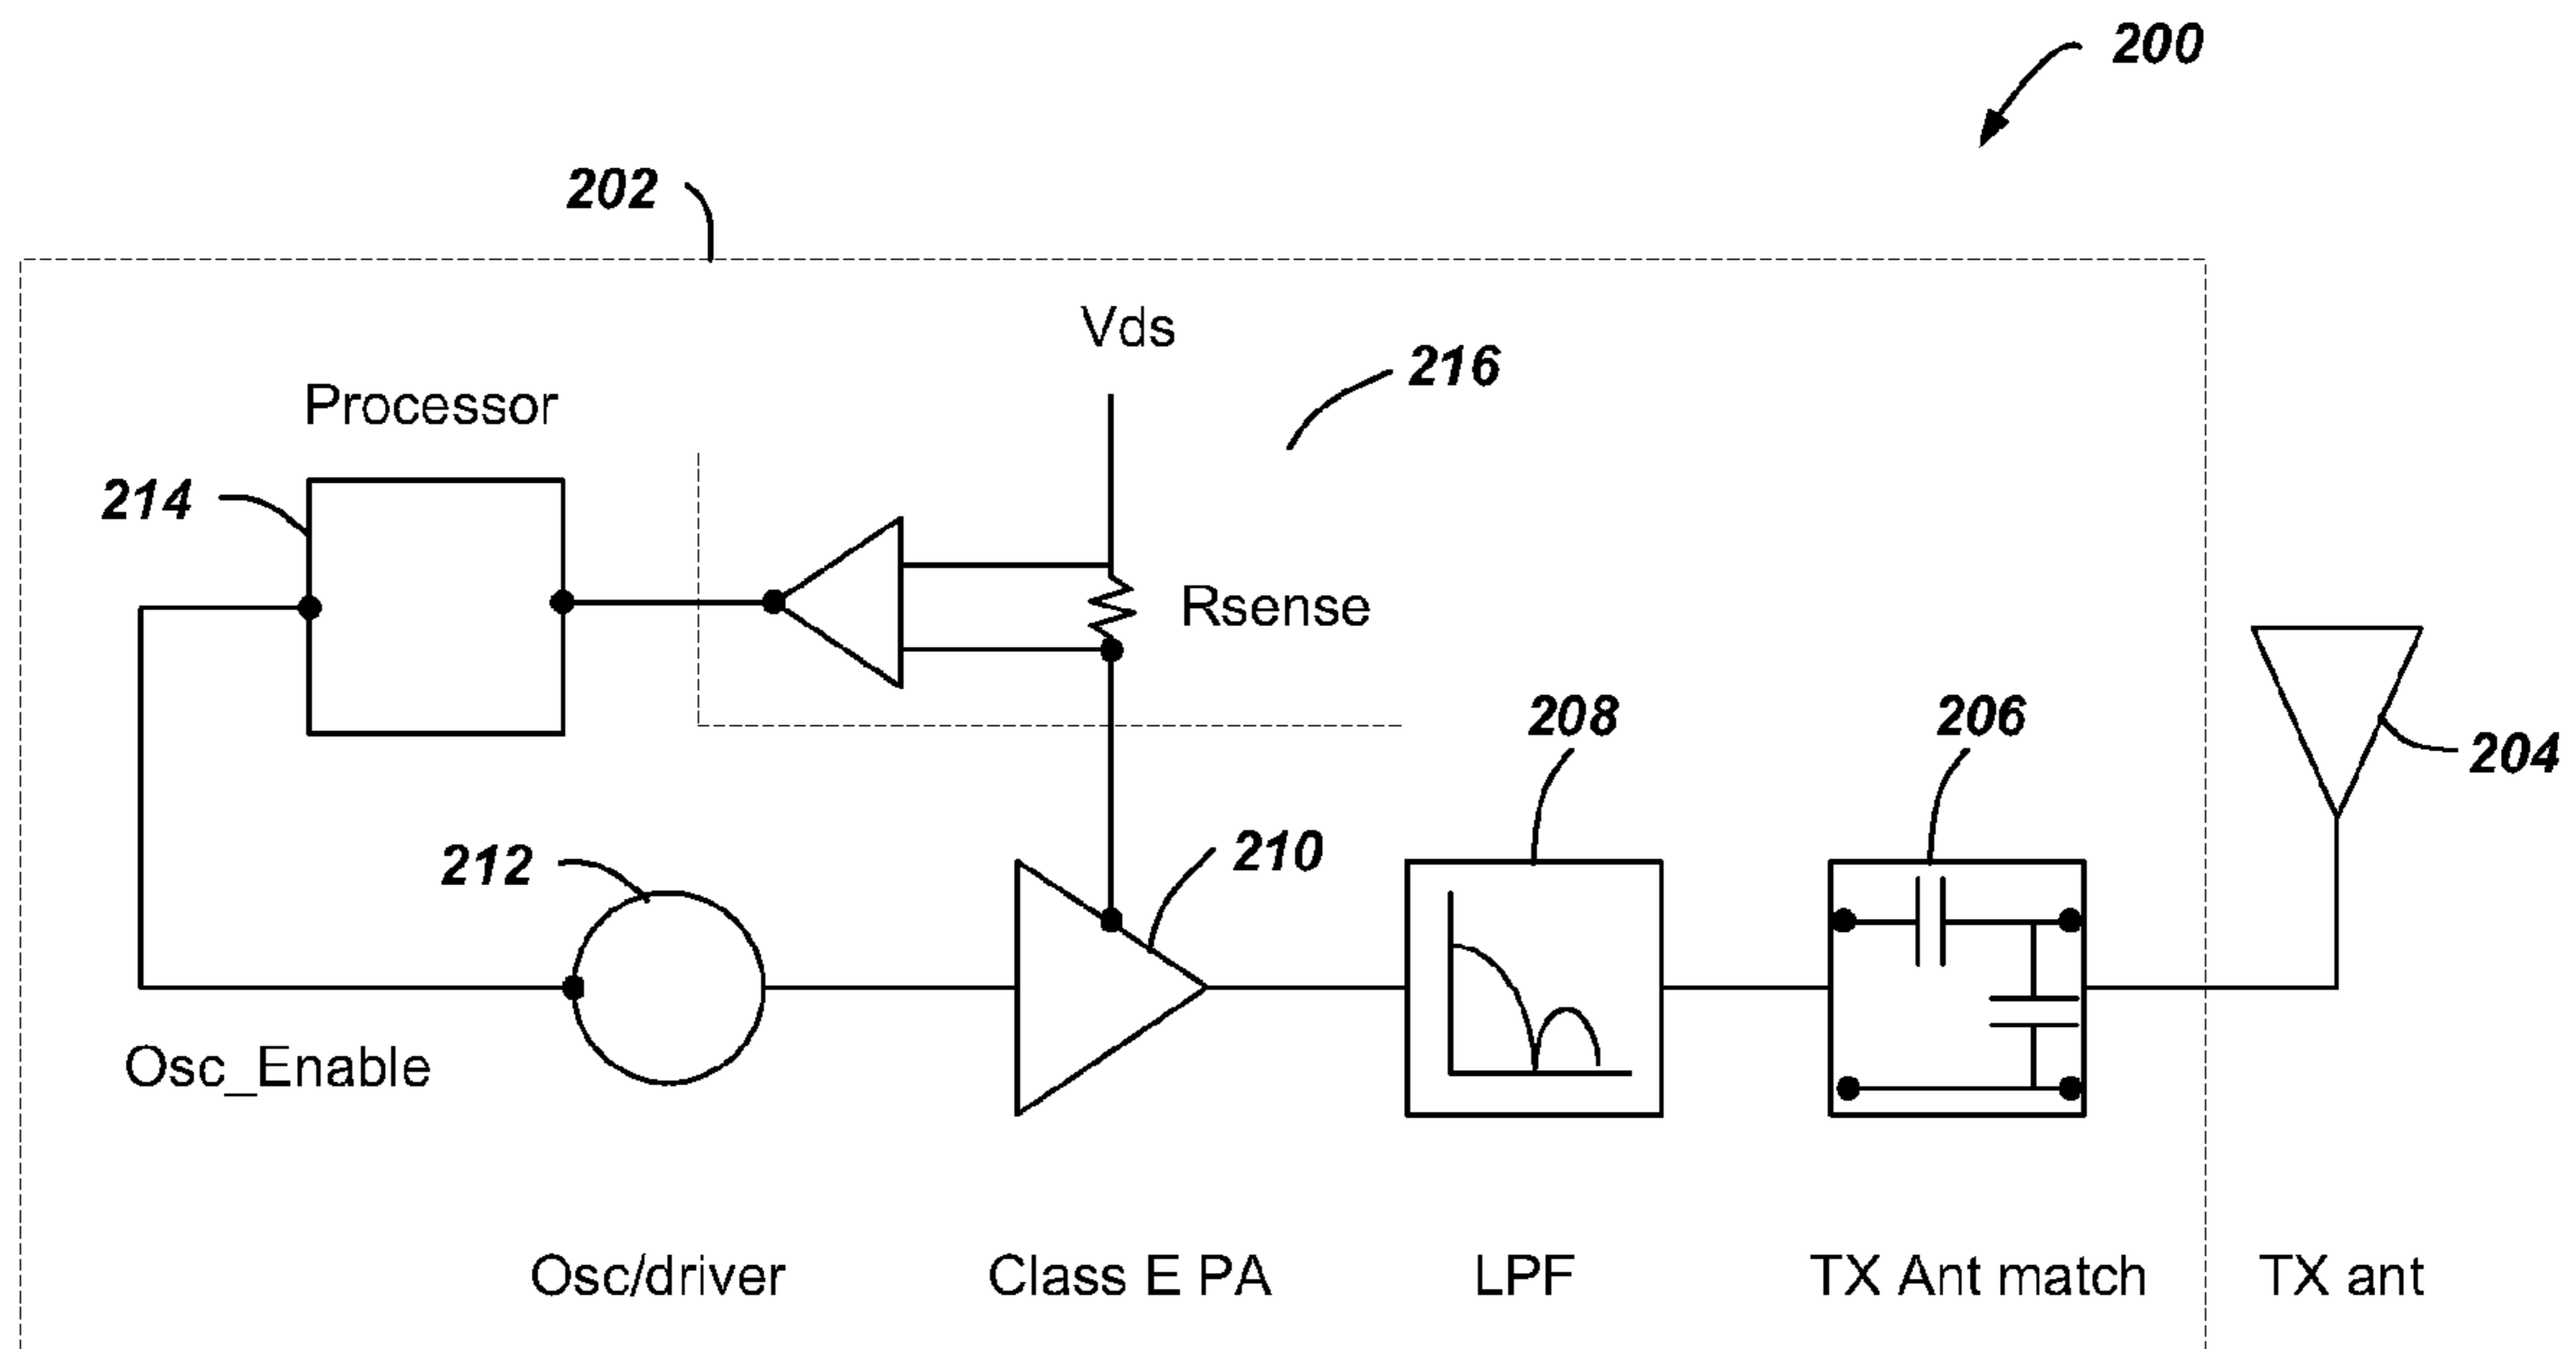 200
202
Vds
216
Processor
214
Rsense
208
206
204
212
210
Osc_Enable
Osc/driver
Class E PA
LPF
TX Ant match
TX ant